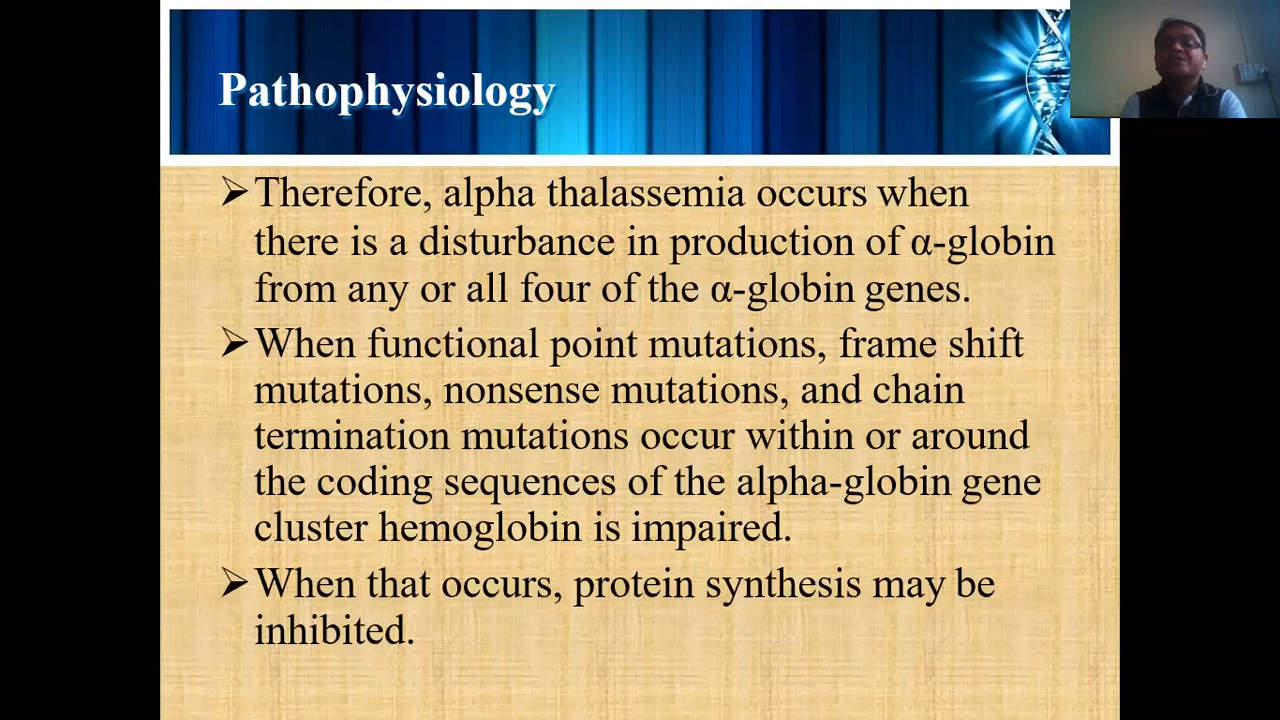 Pathophysiology
➢Therefore, alpha thalassemia occurs when
there is a disturbance in production of α-globin
from any or all four of the α-globin genes.
➢When functional point mutations, frame shift
mutations, nonsense mutations, and chain
termination mutations occur within or around
the coding sequences of the alpha-globin gene
cluster hemoglobin is impaired.
➢When that occurs, protein synthesis may be
inhibited.